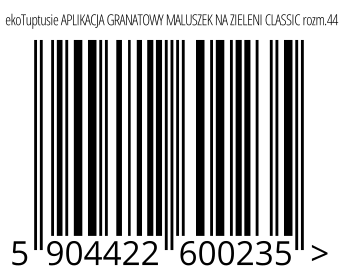 ekoTuptusie APLIKACJA GRANATOWY MALUSZEK NA ZIELENI CLASSIC rozm.44
5 904422 600235 >